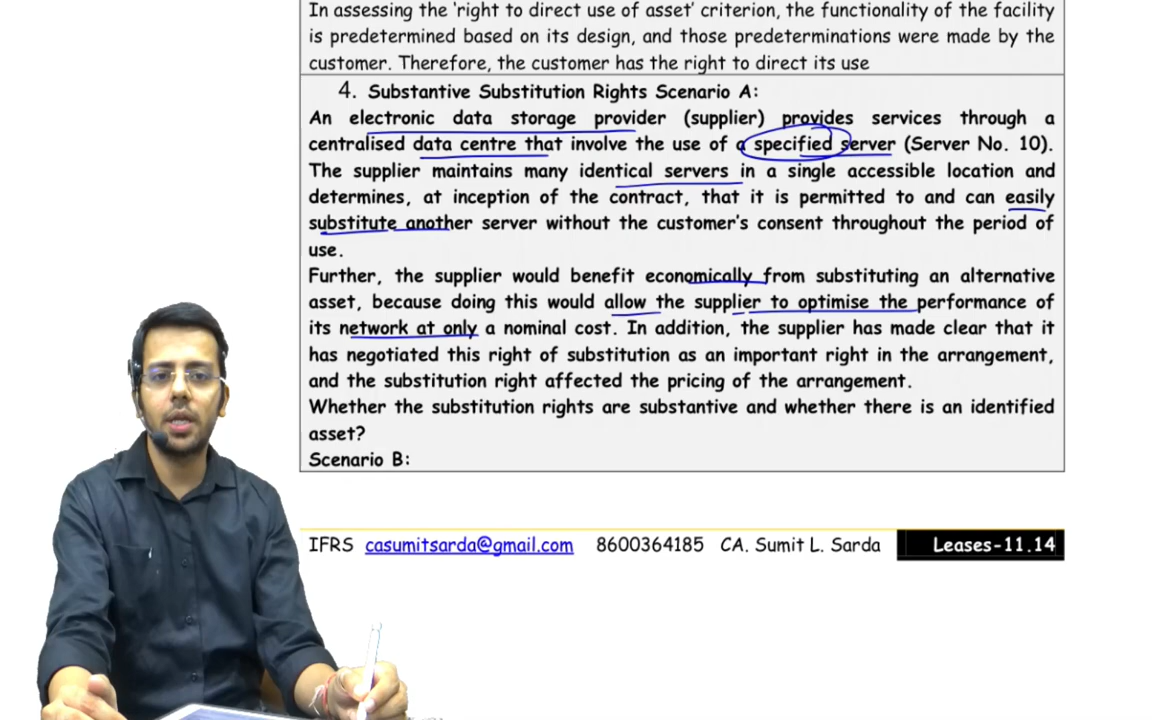 In assessing the ‘right to direct use of asset’ criterion, the functionality of the facility
is predetermined based on its design, and those predeterminations were made by the
customer. Therefore, the customer has the right to direct its use
4. Substantive Substitution Rights Scenario A:
An electronic data storage provider (supplier) provides services through a
centralised data centre that involve the use of a specified server (Server No. 10).
The supplier maintains many identical servers in a single accessible location and
determines, at inception of the contract, that it is permitted to and can easily
substitute another server without the customer’s consent throughout the period of
use.
Further, the supplier would benefit economically from substituting an alternative
asset, because doing this would allow the supplier to optimise the performance of
its network at only a nominal cost. In addition, the supplier has made clear that it
has negotiated this right of substitution as an important right in the arrangement,
and the substitution right affected the pricing of the arrangement.
Whether the substitution rights are substantive and whether there is an identified
asset?
Scenario B:
IFRS casumitsarda@gmail.com 8600364185 CA. Sumit L. Sarda Leases-11.14